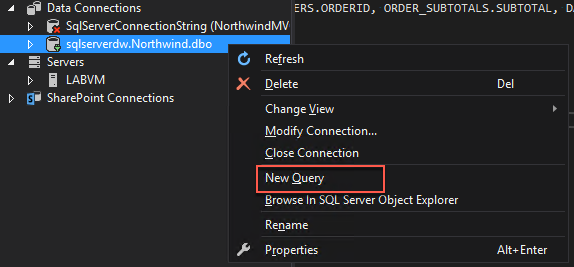 Data Connections
ERS.ORDERID, ORDER_SUBTOTALS.SUBTOTAL, DA
SqlServerConnectionString (NorthwindMV
sqlserverdw.Northwind.dbo
Servers
LABVM
SharePoint Connections
Refresh
Delete Del
Change View
Modify Connection...
Close Connection
New Query
Browse In SQL Server Object Explorer
Rename
Properties Alt+Enter